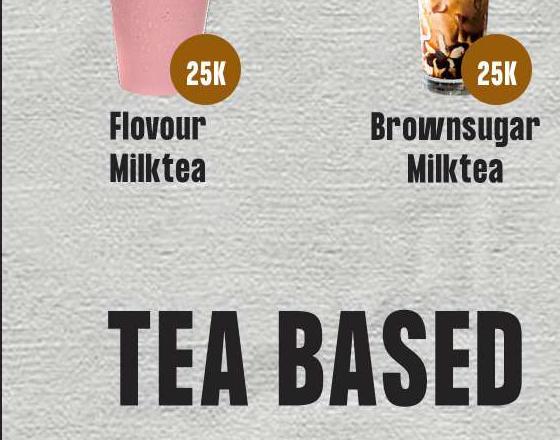 25K
25K
Flovour
Milktea
Brownsugar
Milktea
TEA BASED